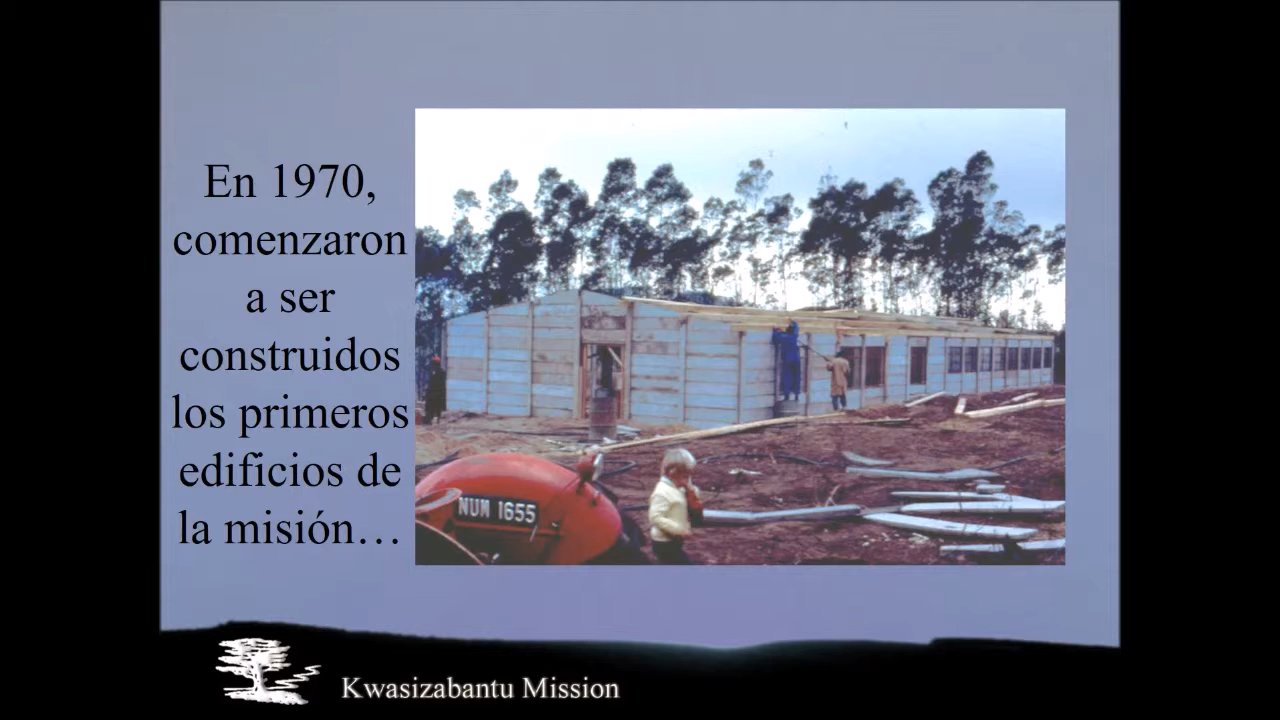 En 1970,
comenzaron
a ser
construidos
los primeros
edificios de
la misión…
NUM 1655
Kwasizabantu Mission